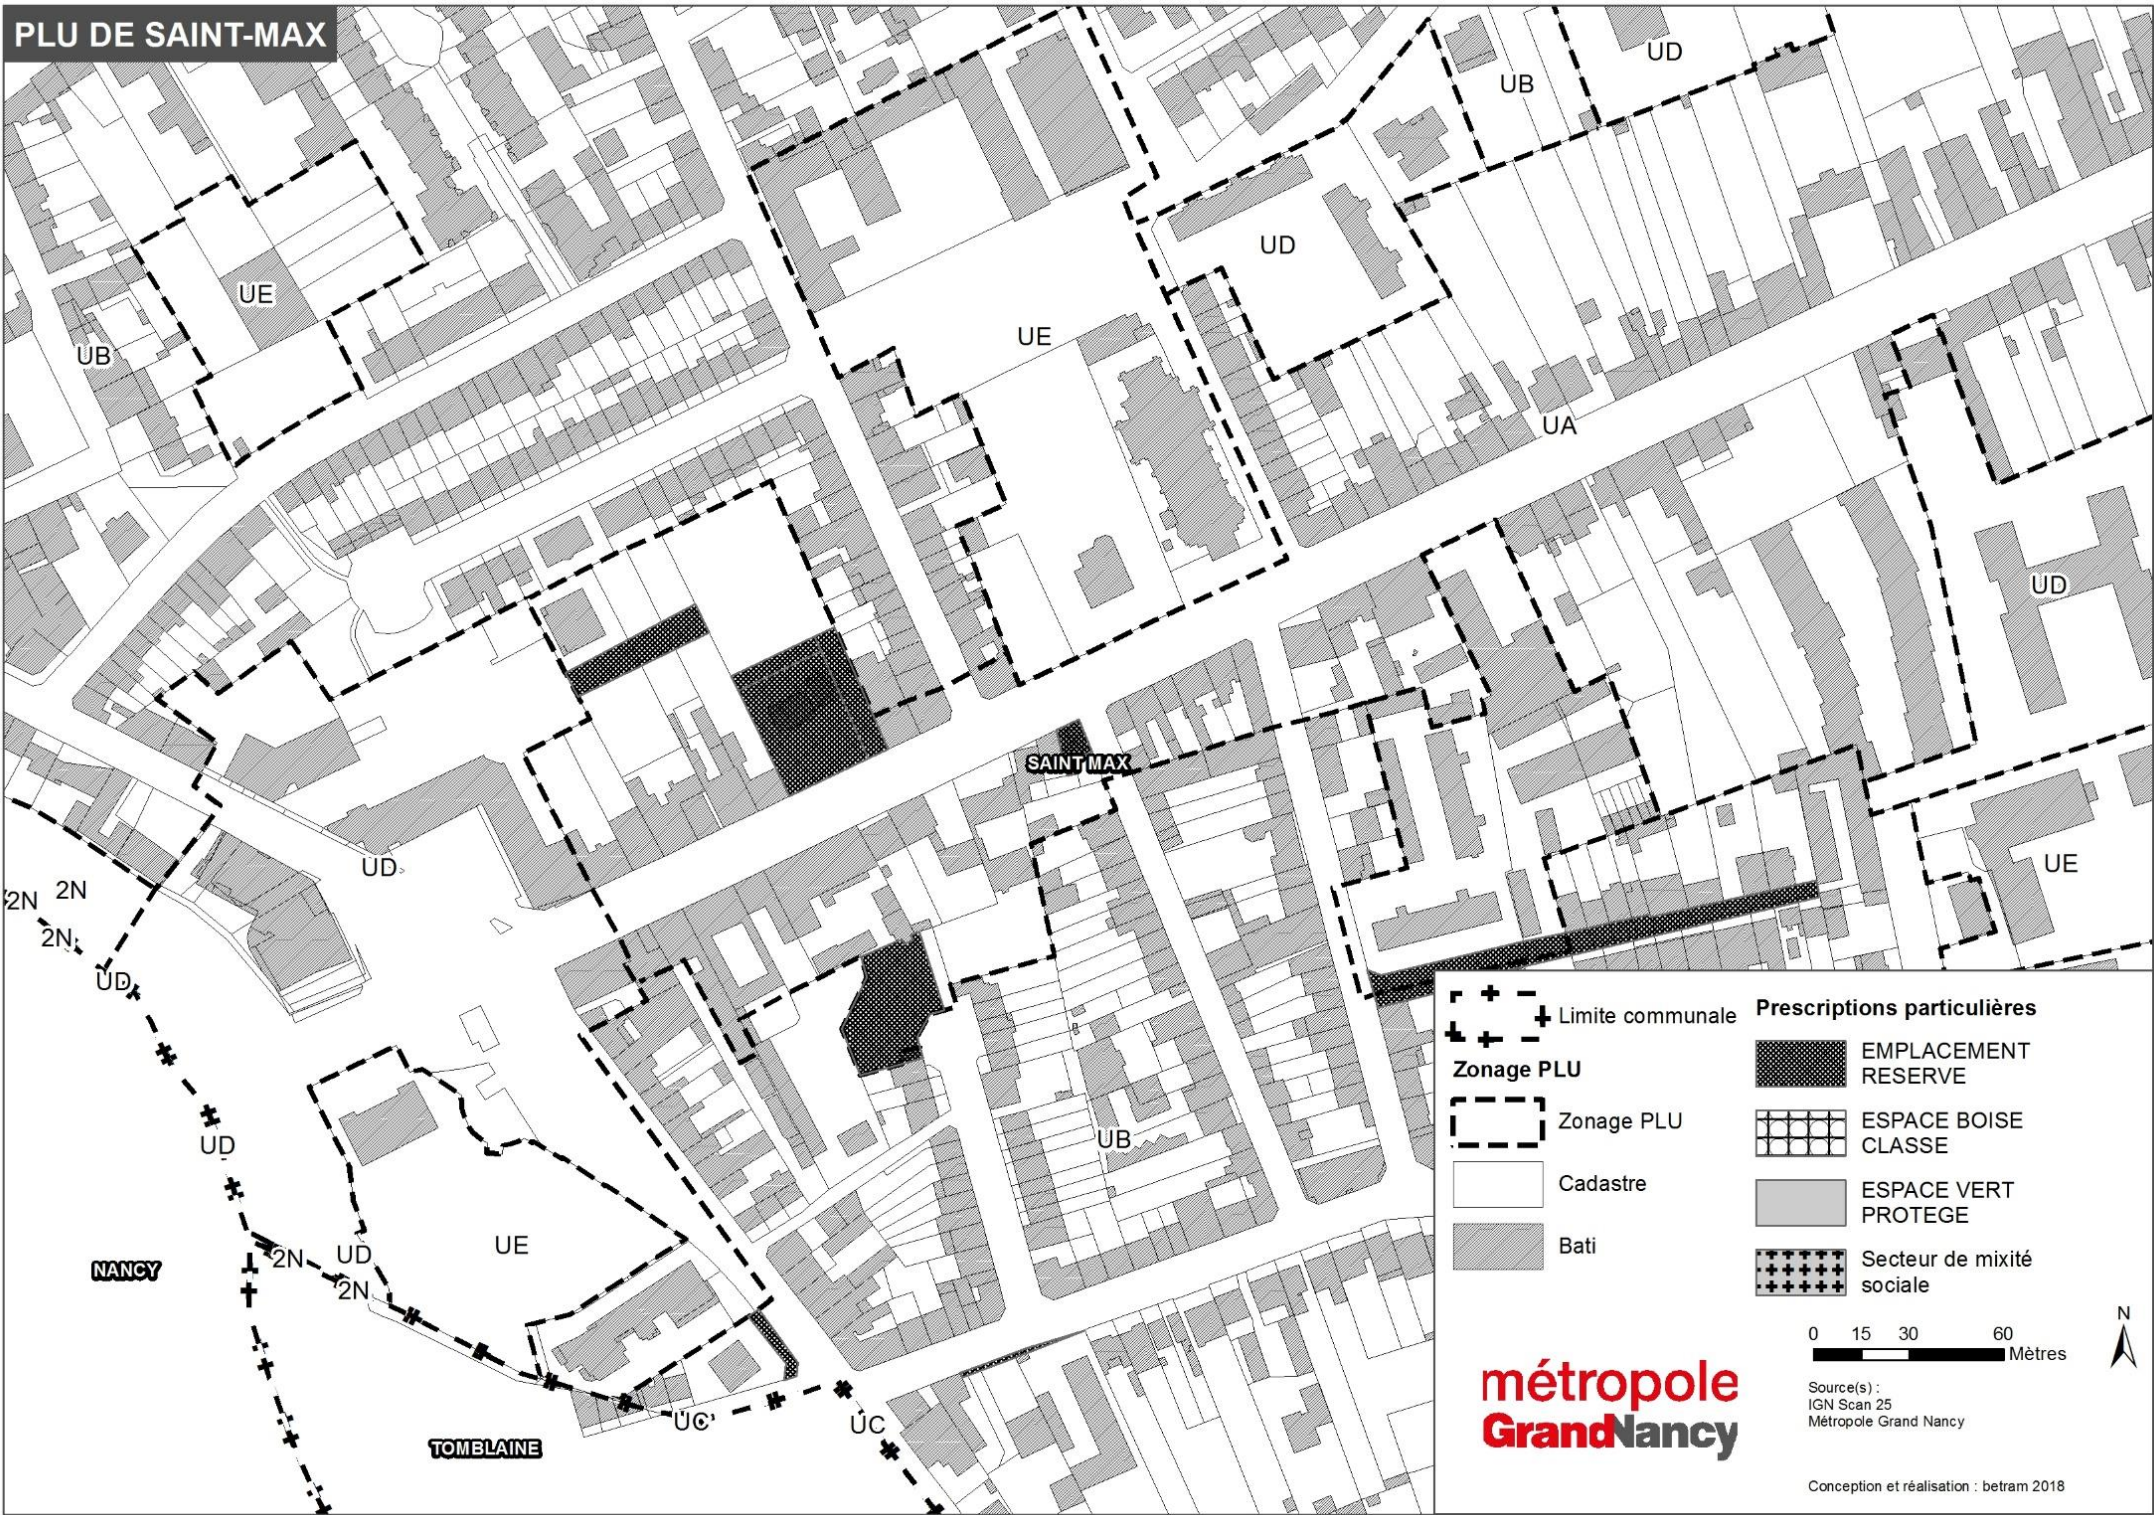 PLU DE SAINT-MAX
UD
UB
UD
UE
UE
UB
UA
UD
SAINT MAX
UD
UE
2N
2N
2N
UD
UD
UB
UE
UD
2N
2N
NANCY
UC
UC
TOMBLAINE
Limite communale
Zonage PLU
Zonage PLU
Cadastre
Bati
Prescriptions particulières
EMPLACEMENT
RESERVE
ESPACE BOISE
CLASSE
ESPACE VERT
PROTEGE
Secteur de mixité
sociale
0 15 30 60
Mètres
N
métropole
GrandNancy
Source(s) :
IGN Scan 25
Métropole Grand Nancy
Conception et réalisation : betram 2018